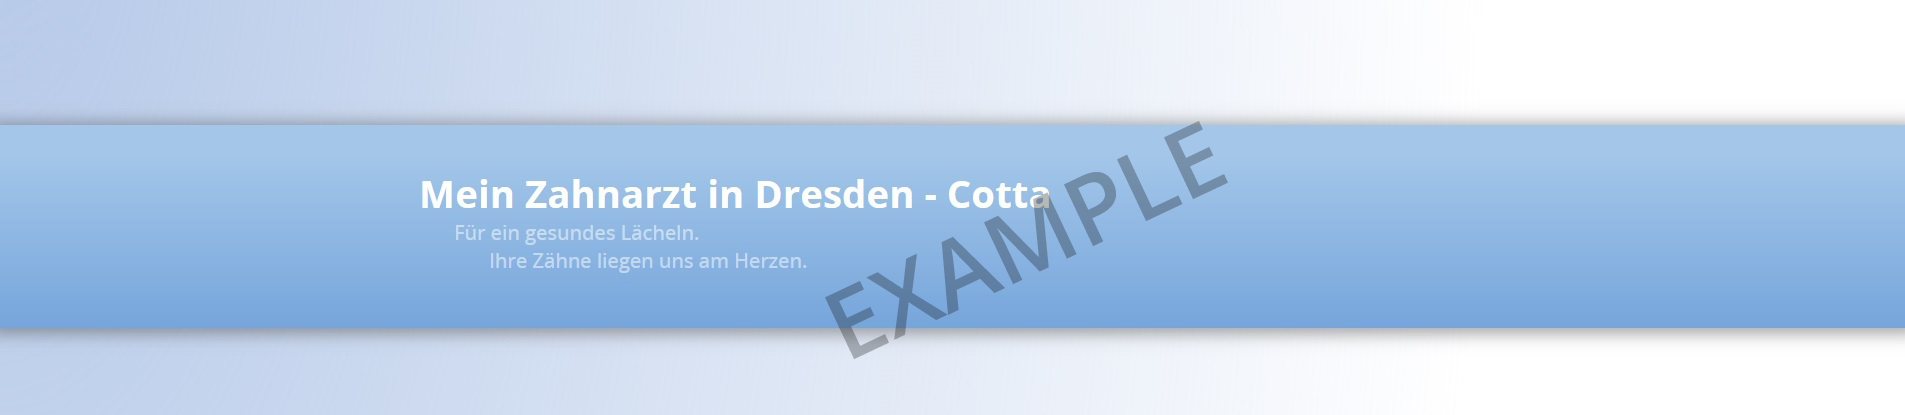 Mein Zahnarzt in Dresden - Cotta
Für ein gesundes Lächeln.
Ihre Zähne liegen uns am Herzen.
EXAMPLE